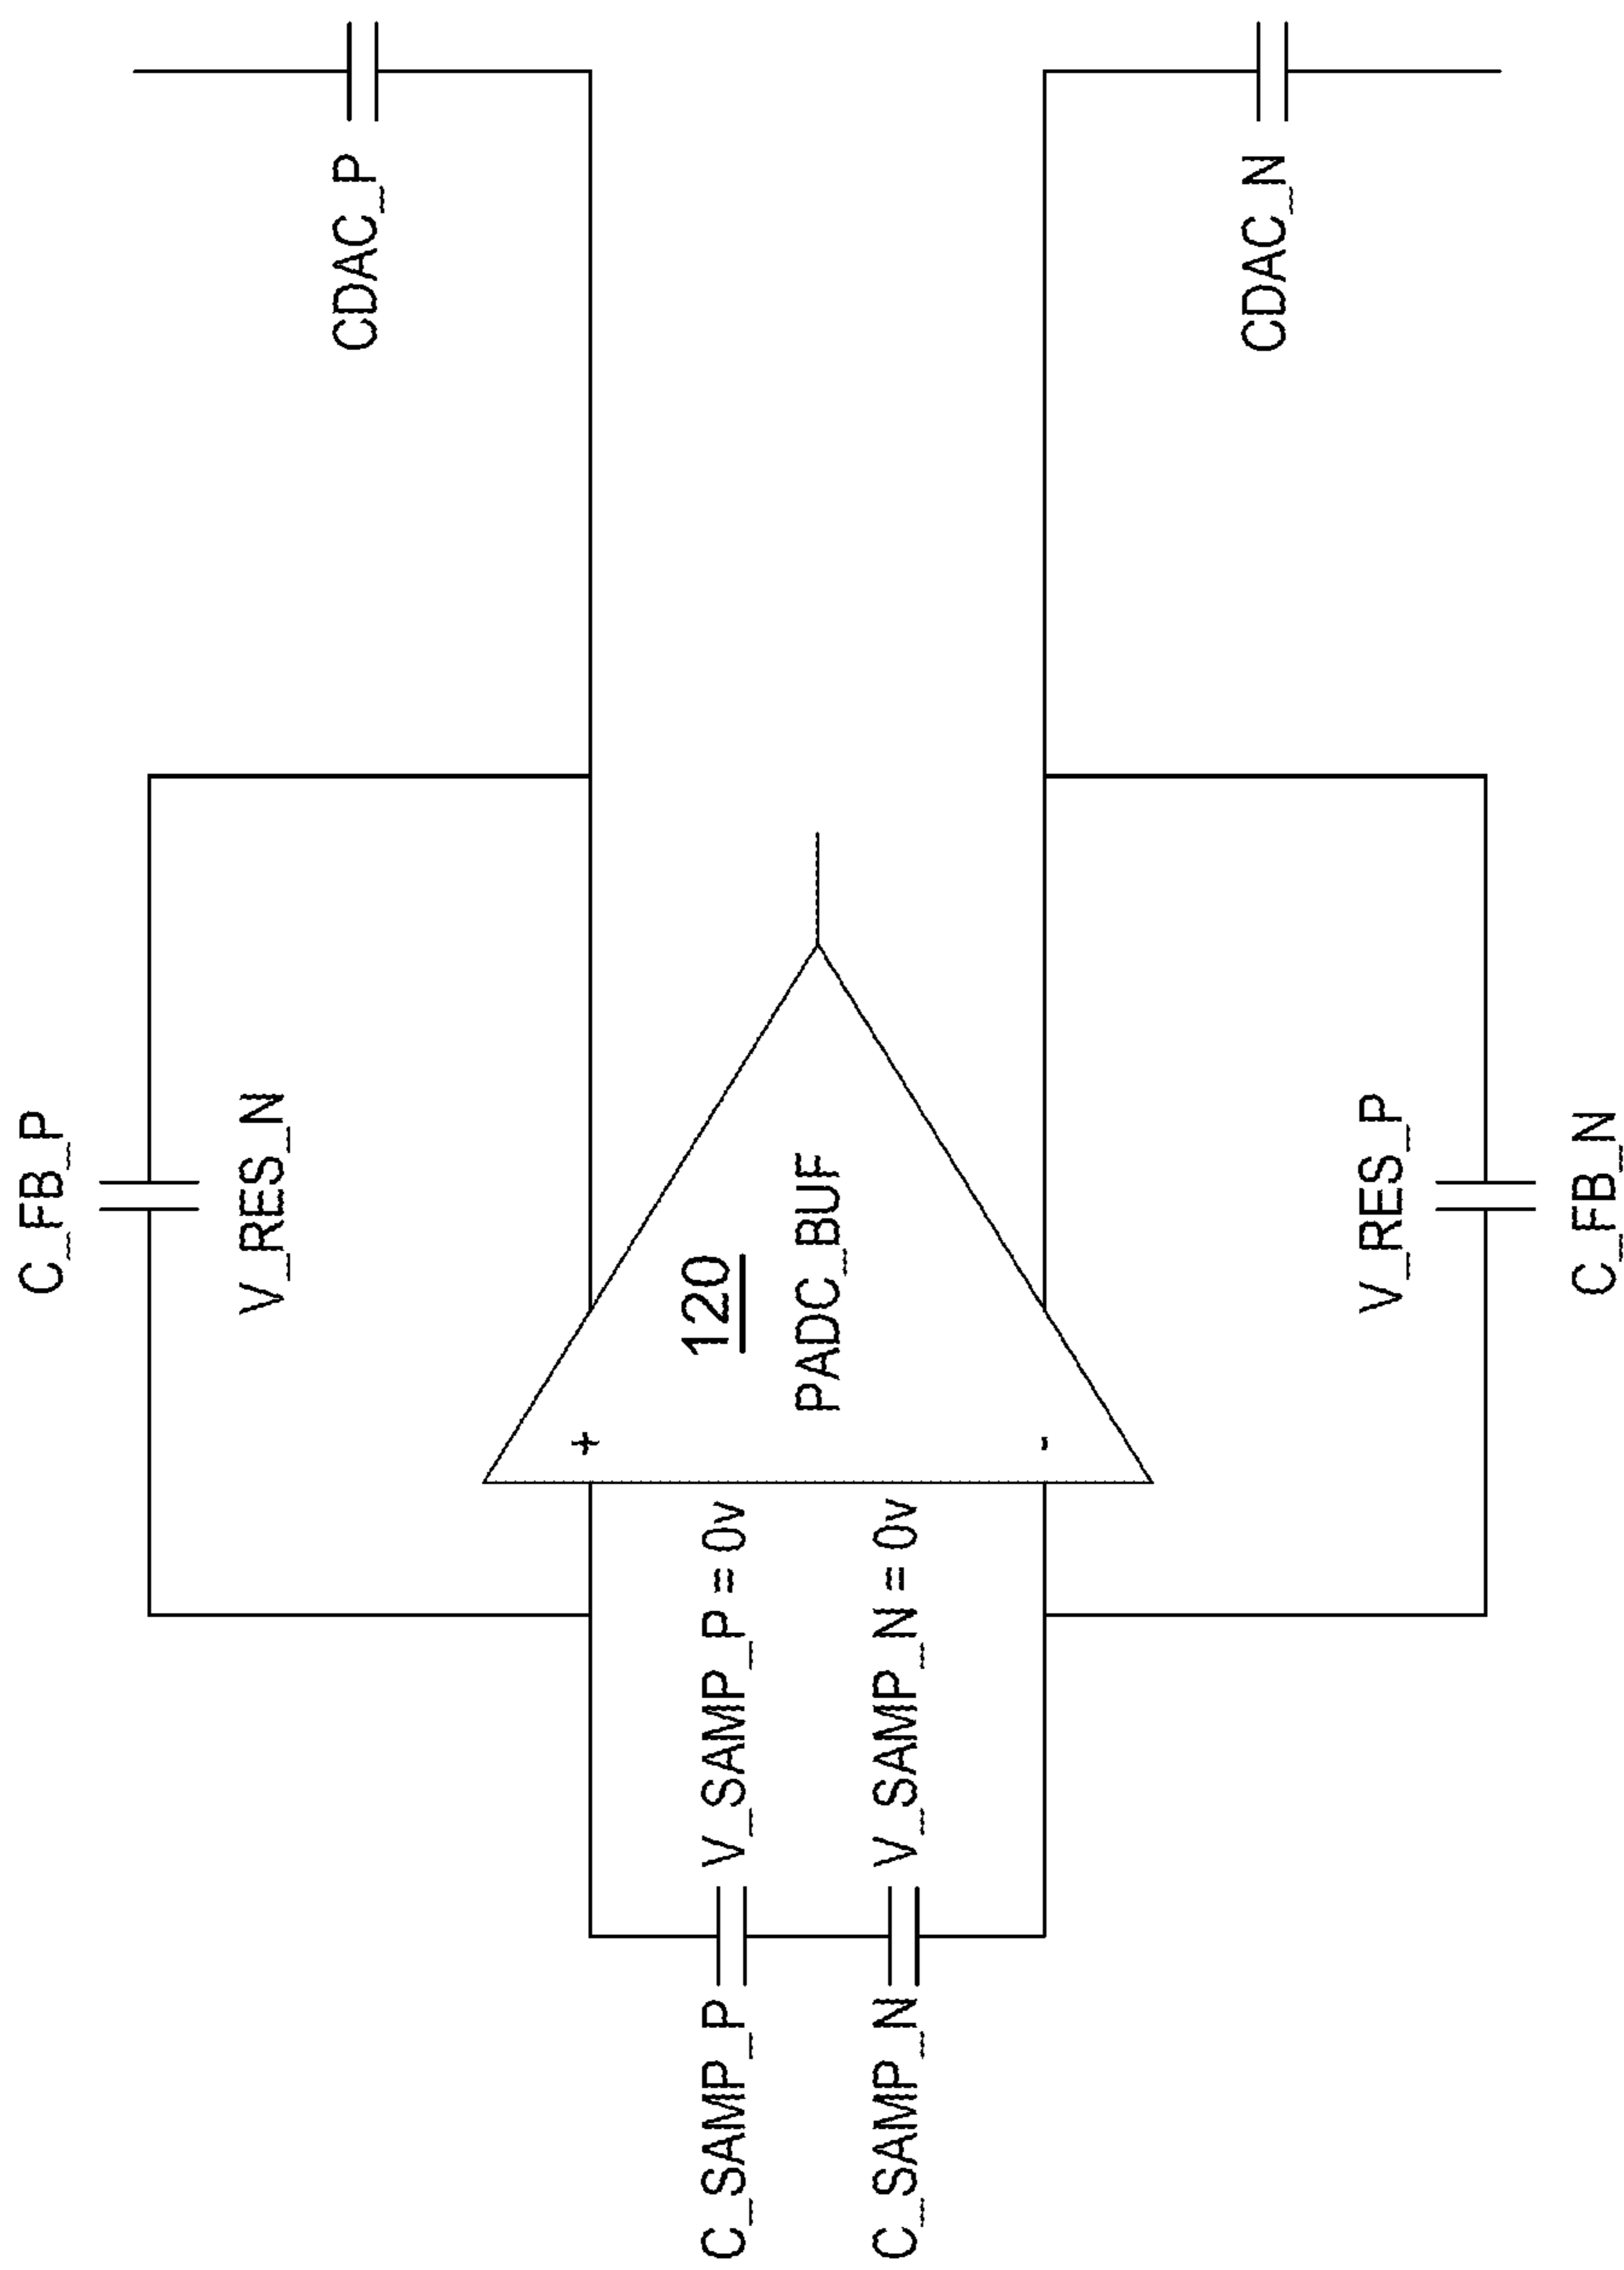 C_FB_P
V_RES_N
CDAC_P
+
120
PADC_BUF
-
C_SAMP_P
V_SAMP_P = 0v
C_SAMP_N
V_SAMP_N = 0v
CDAC_N
V_RES_P
C_FB_N